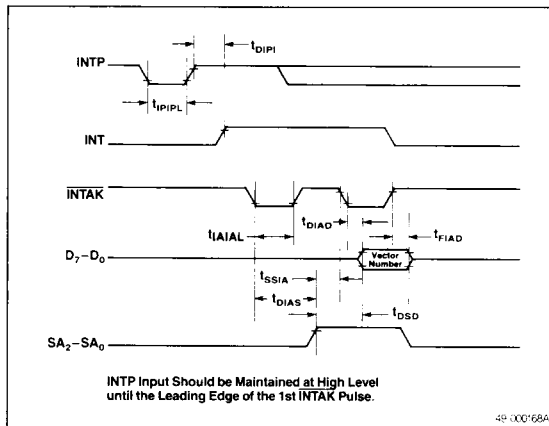 tDIPI
INTP
tIPIPL
INT
INTAK
tDIAD
tFIAD
tIAIAL
D7–D0
Vector
Number
tSSIA
tDIAS
tDSD
SA2–SA0
INTP Input Should be Maintained at High Level
until the Leading Edge of the 1st INTAK Pulse.
49-000168A